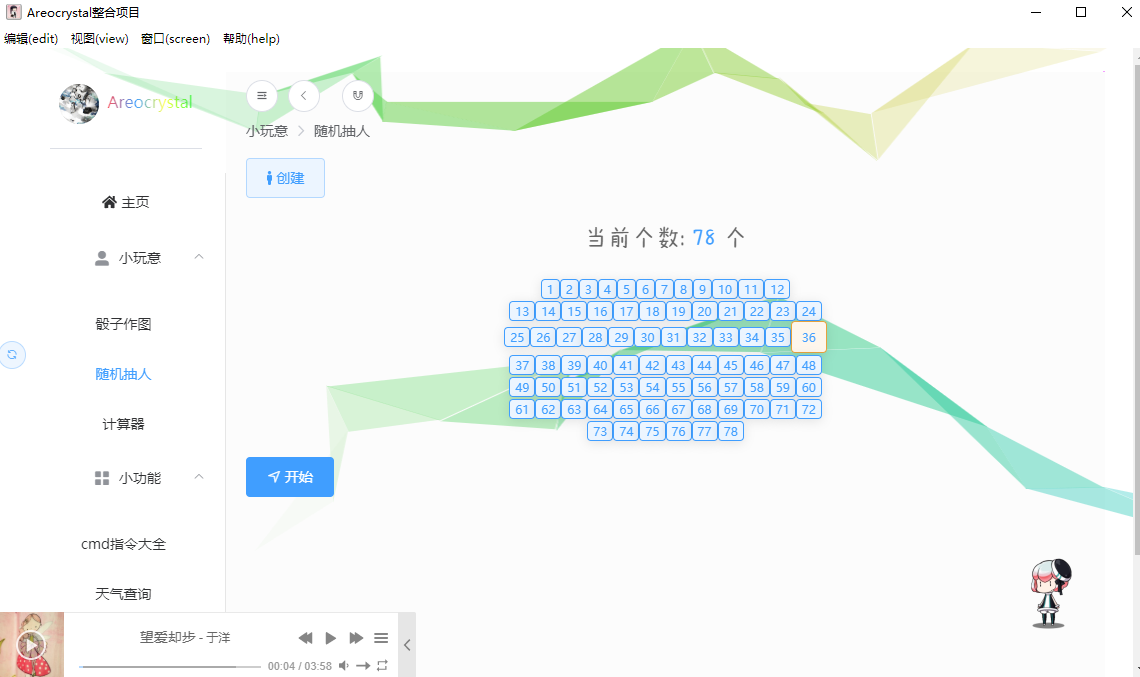 Areocrystal整合项目
编辑(edit) 视图(view) 窗口(screen) 帮助(help)
Areocrystal
小玩意 > 随机抽人
创建
主页
当前个数: 78 个
小玩意
1 2 3 4 5 6 7 8 9 10 11 12
13 14 15 16 17 18 19 20 21 22 23 24
25 26 27 28 29 30 31 32 33 34 35 36
37 38 39 40 41 42 43 44 45 46 47 48
49 50 51 52 53 54 55 56 57 58 59 60
61 62 63 64 65 66 67 68 69 70 71 72
73 74 75 76 77 78
骰子作图
随机抽人
计算器
小功能
开始
cmd指令大全
天气查询
望爱却步 - 于洋
00:04 / 03:58